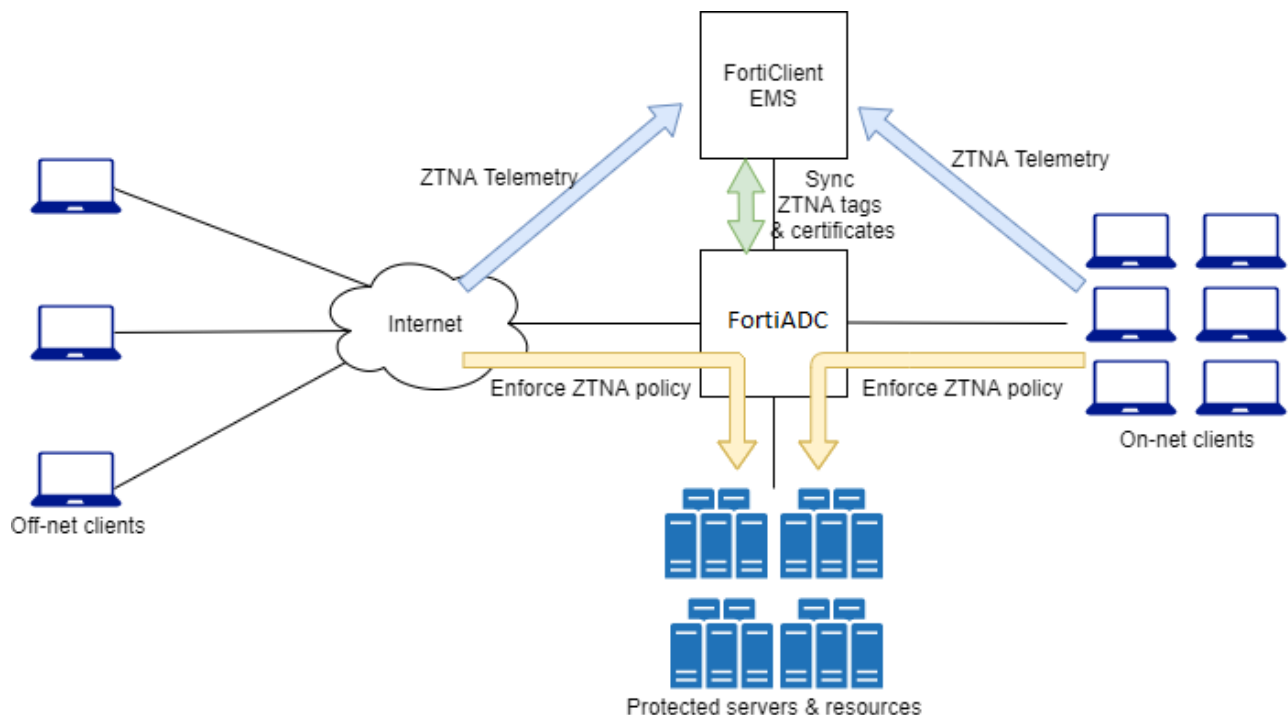 FortiClient
EMS
ZTNA Telemetry
ZTNA Telemetry
Sync
ZTNA tags
& certificates
Internet
FortiADC
Enforce ZTNA policy
Enforce ZTNA policy
On-net clients
Off-net clients
Protected servers & resources